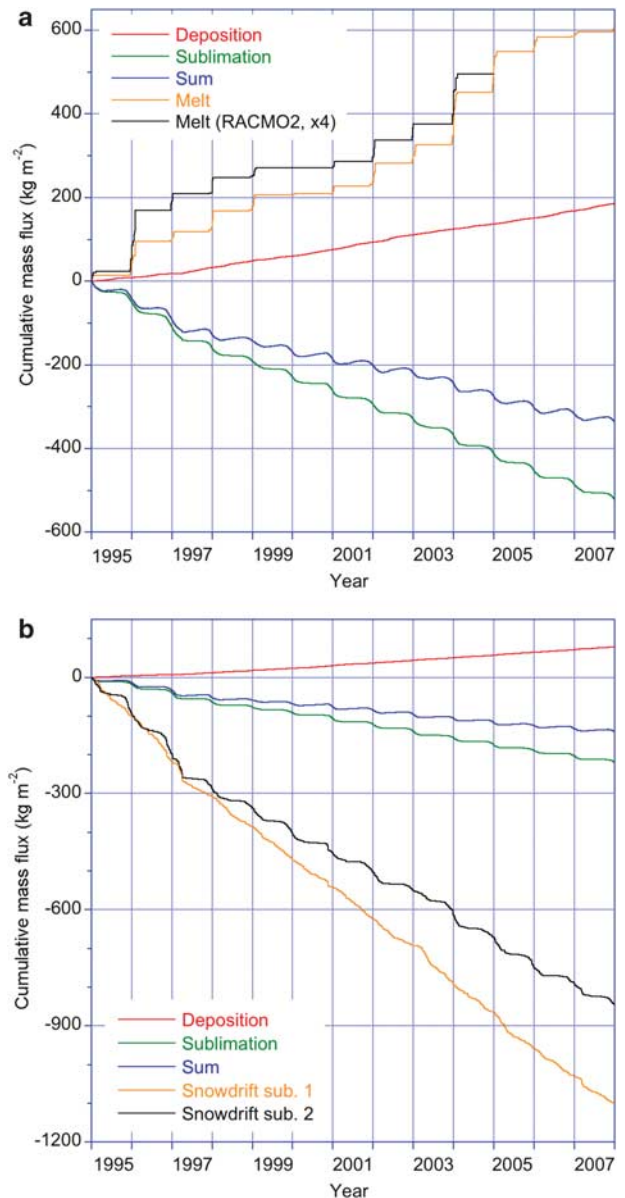 a
600
400
200
0
-200
-400
-600
Cumulative mass flux (kg m⁻²)
Deposition
Sublimation
Sum
Melt
Melt (RACMO2, x4)
1995 1997 1999 2001 2003 2005 2007
Year
b
0
-300
-600
-900
-1200
Cumulative mass flux (kg m⁻²)
Deposition
Sublimation
Sum
Snowdrift sub. 1
Snowdrift sub. 2
1995 1997 1999 2001 2003 2005 2007
Year